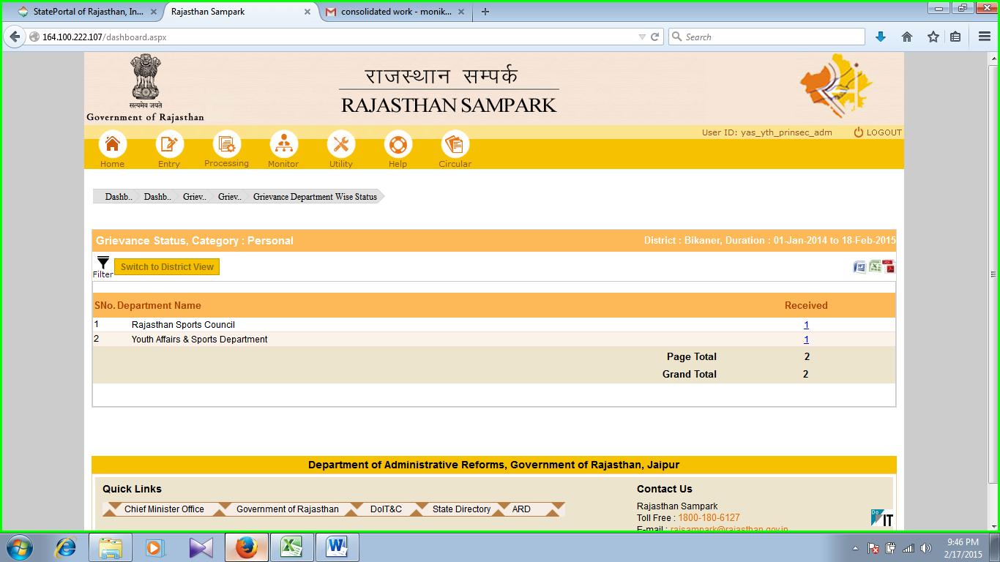 StatePortal of Rajasthan, In...
Rajasthan Sampark
consolidated work - monik...
164.100.222.107/dashboard.aspx
Search
सत्यमेव जयते
Government of Rajasthan
राजस्थान सम्पर्क
RAJASTHAN SAMPARK
User ID: yas_yth_prinsec_adm LOGOUT
Home Entry Processing Monitor Utility Help Circular
Dashb.. Dashb.. Griev.. Griev.. Grievance Department Wise Status
Grievance Status, Category : Personal District : Bikaner, Duration : 01-Jan-2014 to 18-Feb-2015
Filter Switch to District View
SNo. Department Name Received
1 Rajasthan Sports Council 1
2 Youth Affairs & Sports Department 1
Page Total 2
Grand Total 2
Department of Administrative Reforms, Government of Rajasthan, Jaipur
Quick Links Contact Us
Chief Minister Office Government of Rajasthan DoIT&C State Directory ARD
Rajasthan Sampark
Toll Free : 1800-180-6127
E-mail : rajsampark@rajasthan.gov.in
Do IT
9:46 PM
2/17/2015